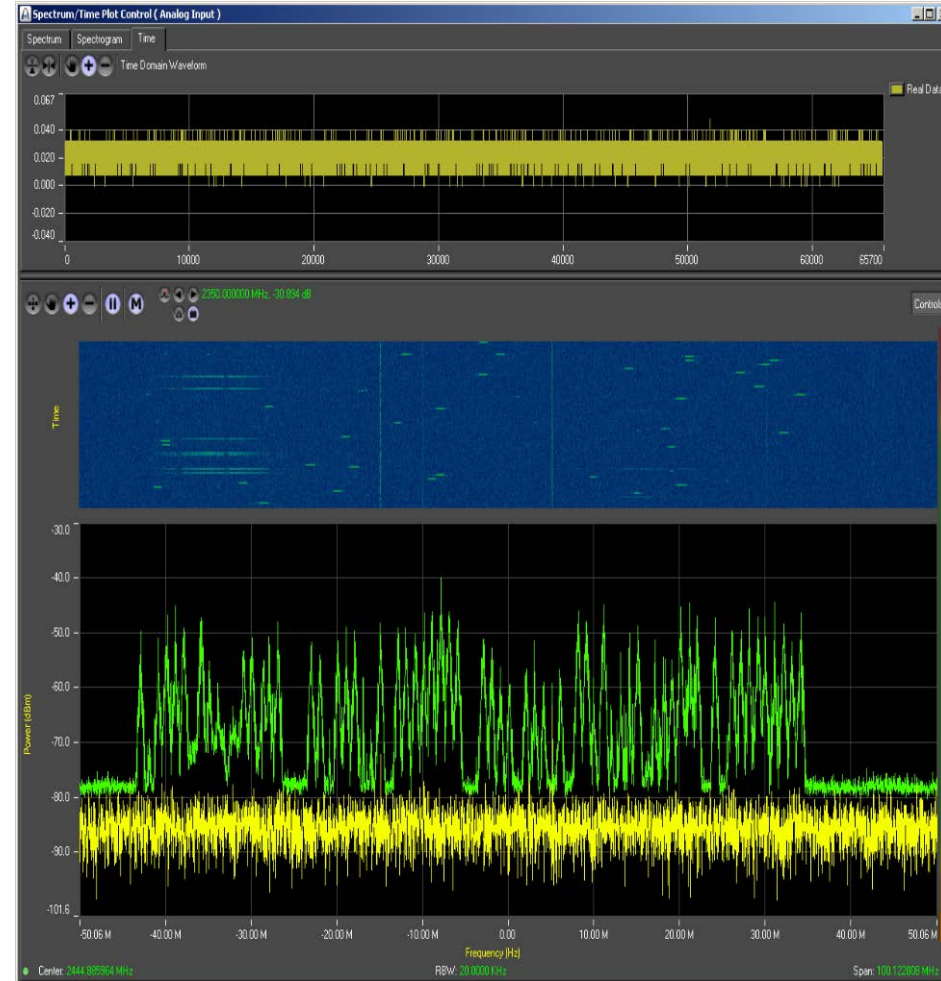 Spectrum/Time Plot Control ( Analog Input )
Spectrum Spectrogram Time
Time Domain Waveform
Real Data
0.067
0.040
0.020
0.000
-0.020
-0.040
0 10000 20000 30000 40000 50000 60000 65700
M
2350.000000 MHz, -30.894 dB
Controls
Time
-30.0
-40.0
-50.0
-60.0
-70.0
-80.0
-90.0
-101.6
Power (dBm)
-50.06 M -40.00 M -30.00 M -20.00 M -10.00 M 0.00 10.00 M 20.00 M 30.00 M 40.00 M 50.06 M
Frequency (Hz)
Center: 2444.885964 MHz RBW: 20.0000 KHz Span: 100.122808 MHz